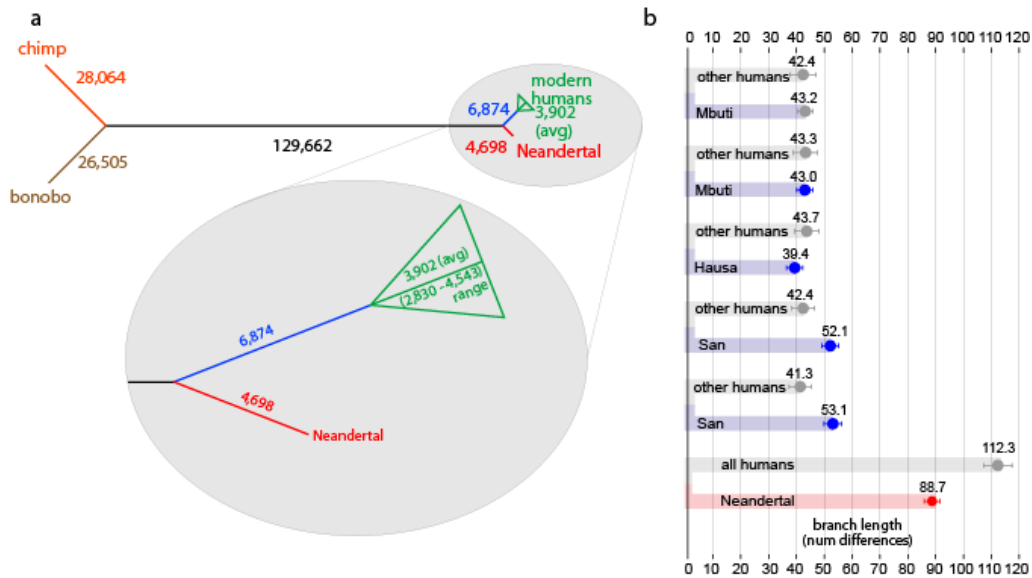 a
chimp
28,064
26,505
bonobo
129,662
6,874
modern
humans
3,902
(avg)
4,698
Neandertal
3,902 (avg)
(2,830 -4,543)
range
6,874
4,698
Neandertal
b
0 10 20 30 40 50 60 70 80 90 100 110 120
42.4
other humans
43.2
Mbuti
43.3
other humans
43.0
Mbuti
43.7
other humans
39.4
Hausa
42.4
other humans
52.1
San
41.3
other humans
53.1
San
112.3
all humans
88.7
Neandertal
branch length
(num differences)
0 10 20 30 40 50 60 70 80 90 100 110 120